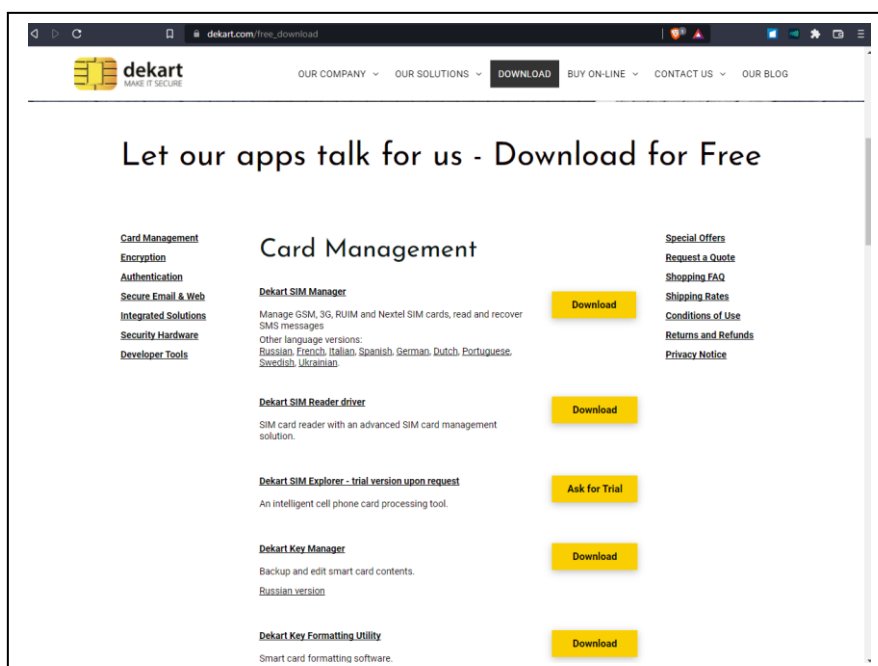 dekart.com/free_download
dekart
MAKE IT SECURE
OUR COMPANY
OUR SOLUTIONS
DOWNLOAD
BUY ON-LINE
CONTACT US
OUR BLOG
Let our apps talk for us - Download for Free
Card Management
Encryption
Authentication
Secure Email & Web
Integrated Solutions
Security Hardware
Developer Tools
Card Management
Dekart SIM Manager
Manage GSM, 3G, RUIM and Nextel SIM cards, read and recover
SMS messages
Other language versions:
Russian, French, Italian, Spanish, German, Dutch, Portuguese,
Swedish, Ukrainian.
Download
Dekart SIM Reader driver
SIM card reader with an advanced SIM card management
solution.
Download
Dekart SIM Explorer - trial version upon request
An intelligent cell phone card processing tool.
Ask for Trial
Dekart Key Manager
Backup and edit smart card contents.
Russian version
Download
Dekart Key Formatting Utility
Smart card formatting software.
Download
Special Offers
Request a Quote
Shopping FAQ
Shipping Rates
Conditions of Use
Returns and Refunds
Privacy Notice